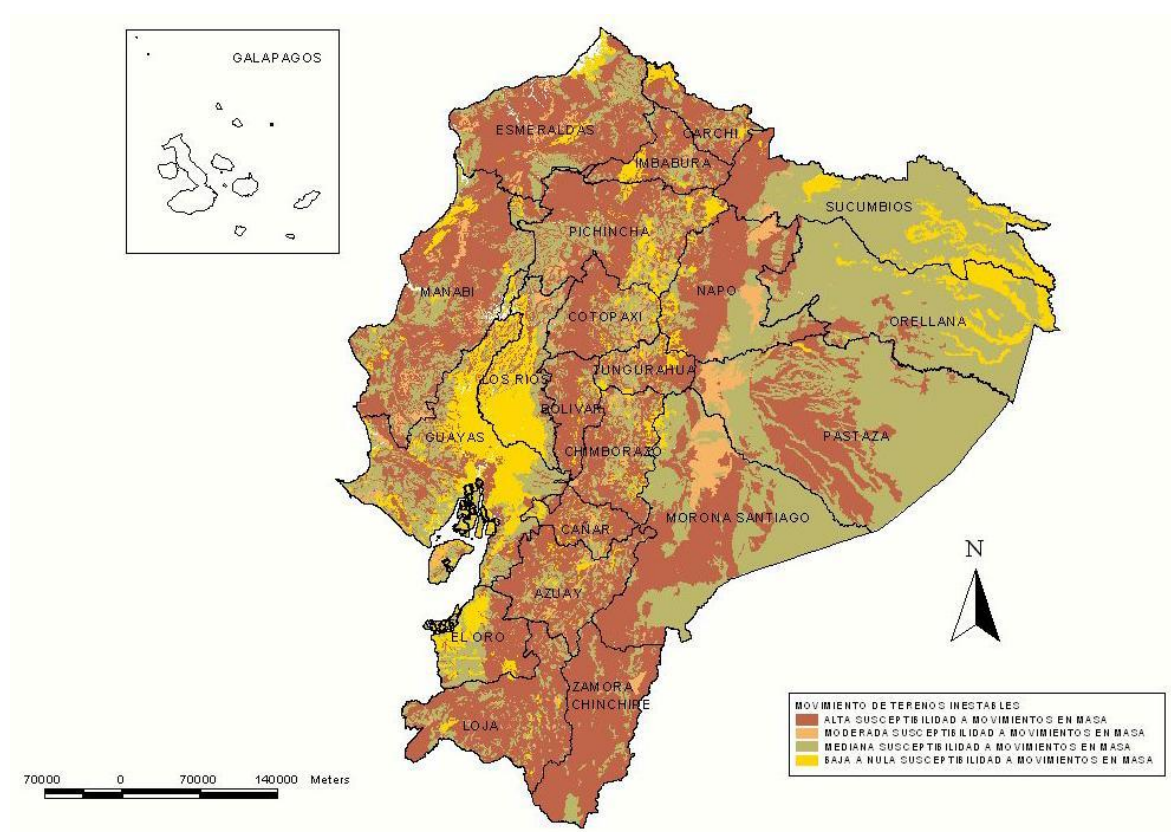 GALAPAGOS
ESMERALDAS
CARCHI
IMBABURA
SUCUMBIOS
PICHINCHA
NAPO
MANABI
COTOPAXI
ORELLANA
LOS RIOS
TUNGURAHUA
BOLIVAR
GUAYAS
PASTAZA
CHIMBORAZO
MORONA SANTIAGO
CAÑAR
N
AZUAY
EL ORO
ZAMORA
CHINCHIPE
LOJA
MOVIMIENTO DE TERENOS INESTABLES
ALTA SUSCEPTIBILIDAD A MOVIMIENTOS EN MASA
MODERADA SUSCEPTIBILIDAD A MOVIMIENTOS EN MASA
MEDIANA SUSCEPTIBILIDAD A MOVIMIENTOS EN MASA
BAJA A NULA SUSCEPTIBILIDAD A MOVIMIENTOS EN MASA
70000 0 70000 140000 Meters